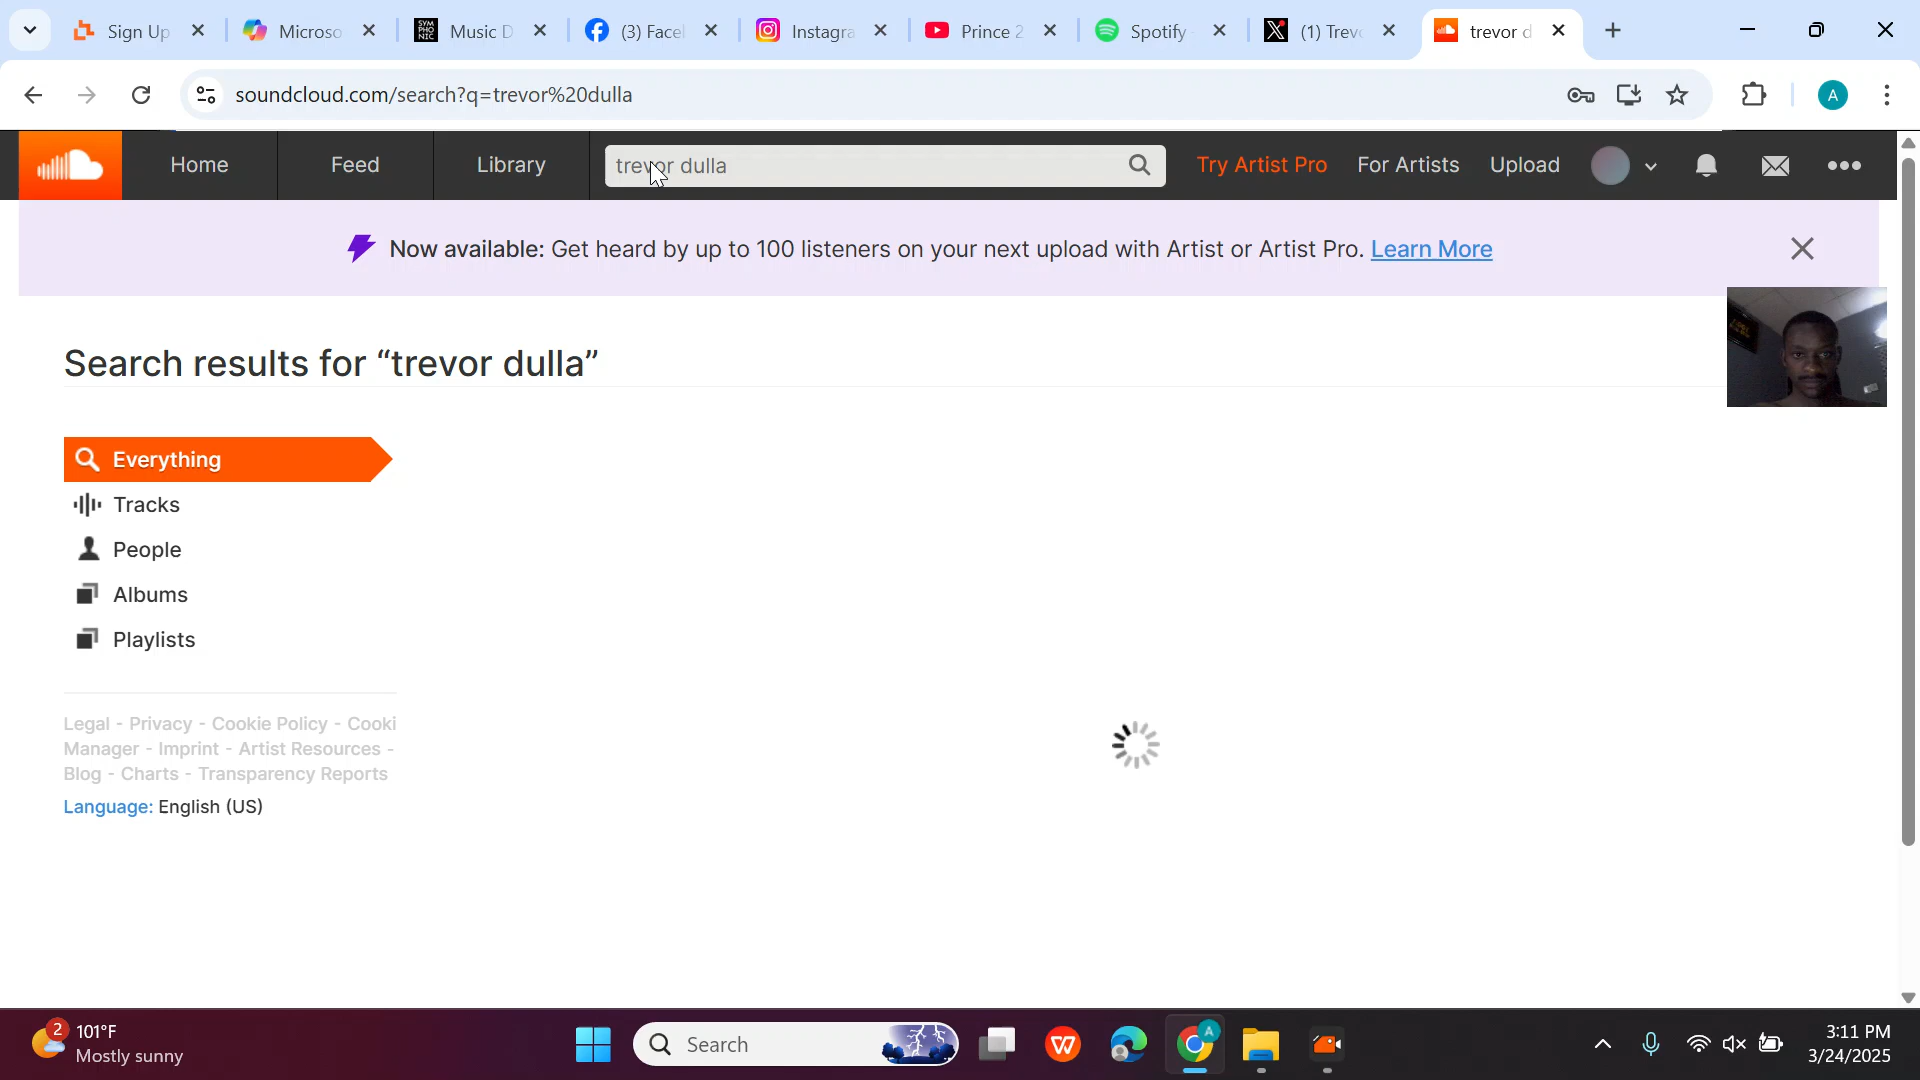 Sign Up
Microso
Music D
(3) Face
Instagra
Prince 2
Spotify
(1) Trev
trevor d
soundcloud.com/search?q=trevor%20dulla
A
Home
Feed
Library
trevor dulla
Try Artist Pro
For Artists
Upload
Now available: Get heard by up to 100 listeners on your next upload with Artist or Artist Pro. Learn More
Search results for “trevor dulla”
Everything
Tracks
People
Albums
Playlists
Legal - Privacy - Cookie Policy - Cooki
Manager - Imprint - Artist Resources -
Blog - Charts - Transparency Reports
Language: English (US)
2
101°F
Mostly sunny
Search
A
3:11 PM
3/24/2025